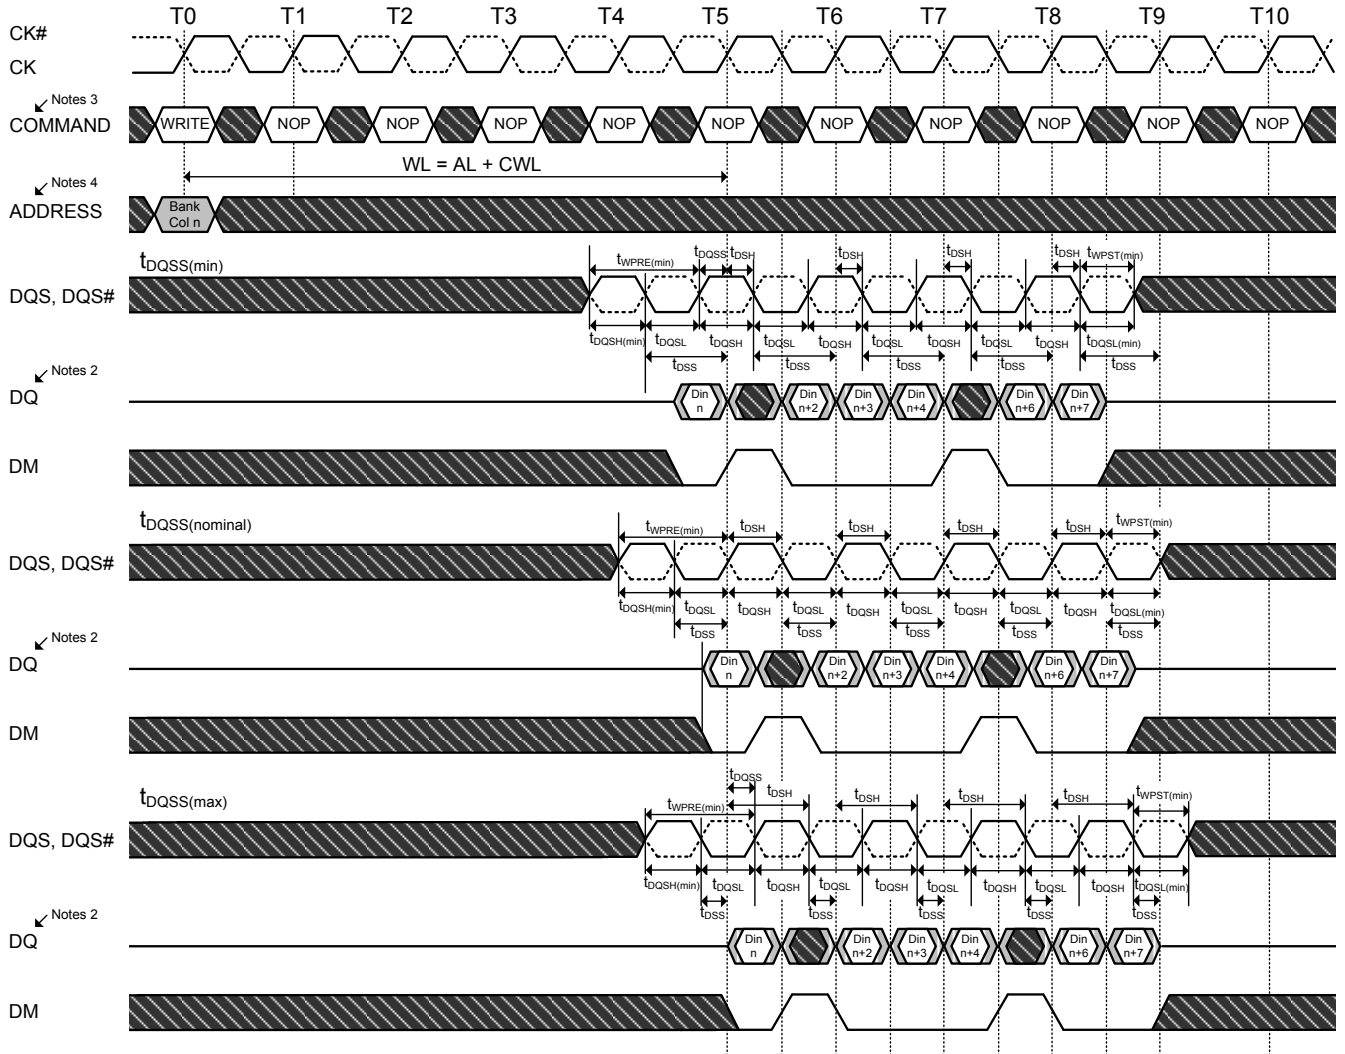 T0 T1 T2 T3 T4 T5 T6 T7 T8 T9 T10
CK#
CK
Notes 3
COMMAND WRITE NOP NOP NOP NOP NOP NOP NOP NOP NOP NOP
WL = AL + CWL
Notes 4
ADDRESS Bank Col n
tDQSS(min) tWPRE(min) tDQSS tDSH tDSH tDSH tDSH tWPST(min)
DQS, DQS#
tDQSH(min) tDQSL tDQSH tDQSL tDQSH tDQSL tDQSH tDQSL tDQSH tDQSL(min)
tDSS tDSS tDSS tDSS tDSS
Notes 2
DQ Din n Din n+2 Din n+3 Din n+4 Din n+6 Din n+7
DM
tDQSS(nominal) tWPRE(min) tDSH tDSH tDSH tDSH tWPST(min)
DQS, DQS#
tDQSH(min) tDQSL tDQSH tDQSL tDQSH tDQSL tDQSH tDQSL tDQSH tDQSL(min)
tDSS tDSS tDSS tDSS tDSS
Notes 2
DQ Din n Din n+2 Din n+3 Din n+4 Din n+6 Din n+7
DM
tDQSS
tDQSS(max) tWPRE(min) tDSH tDSH tDSH tDSH tWPST(min)
DQS, DQS#
tDQSH(min) tDQSL tDQSH tDQSL tDQSH tDQSL tDQSH tDQSL tDQSH tDQSL(min)
tDSS tDSS tDSS tDSS tDSS
Notes 2
DQ Din n Din n+2 Din n+3 Din n+4 Din n+6 Din n+7
DM